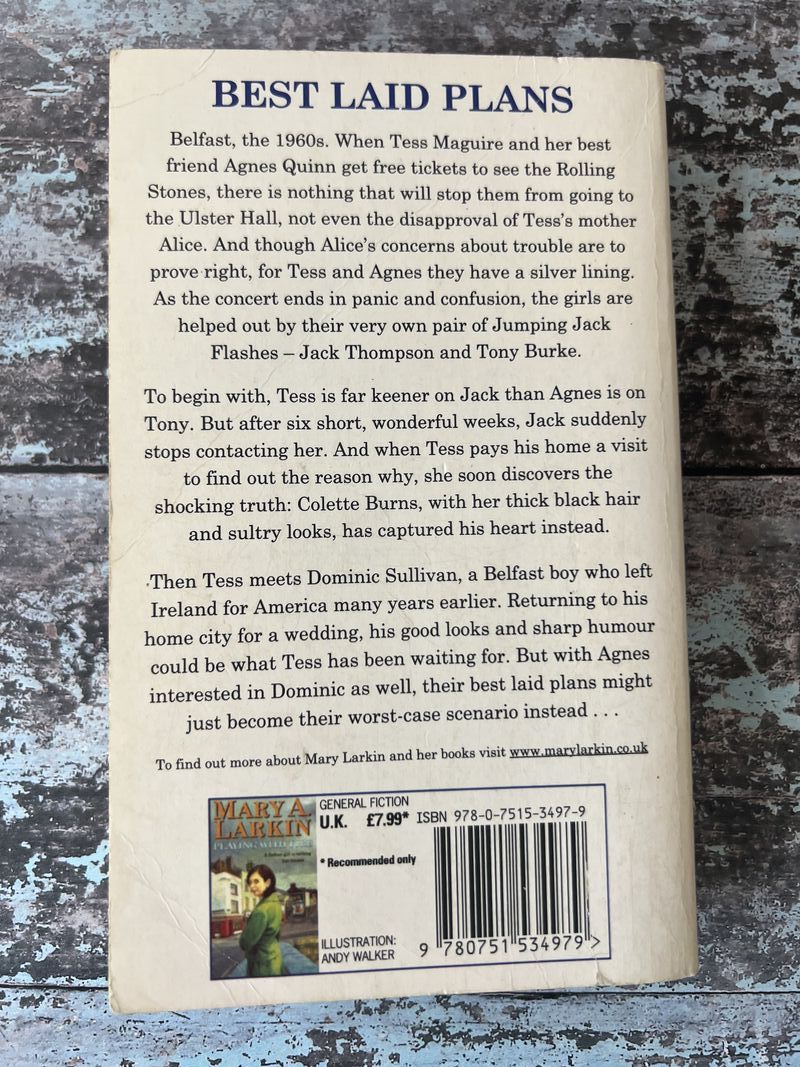 BEST LAID PLANS
Belfast, the 1960s. When Tess Maguire and her best
friend Agnes Quinn get free tickets to see the Rolling
Stones, there is nothing that will stop them from going to
the Ulster Hall, not even the disapproval of Tess's mother
Alice. And though Alice's concerns about trouble are to
prove right, for Tess and Agnes they have a silver lining.
As the concert ends in panic and confusion, the girls are
helped out by their very own pair of Jumping Jack
Flashes – Jack Thompson and Tony Burke.
To begin with, Tess is far keener on Jack than Agnes is on
Tony. But after six short, wonderful weeks, Jack suddenly
stops contacting her. And when Tess pays his home a visit
to find out the reason why, she soon discovers the
shocking truth: Colette Burns, with her thick black hair
and sultry looks, has captured his heart instead.
Then Tess meets Dominic Sullivan, a Belfast boy who left
Ireland for America many years earlier. Returning to his
home city for a wedding, his good looks and sharp humour
could be what Tess has been waiting for. But with Agnes
interested in Dominic as well, their best laid plans might
just become their worst-case scenario instead . . .
To find out more about Mary Larkin and her books visit www.marylarkin.co.uk
MARY A.
LARKIN
PLAYING WITH FIRE
GENERAL FICTION
U.K. £7.99*
ISBN 978-0-7515-3497-9
* Recommended only
ILLUSTRATION:
ANDY WALKER
9 780751 534979 >